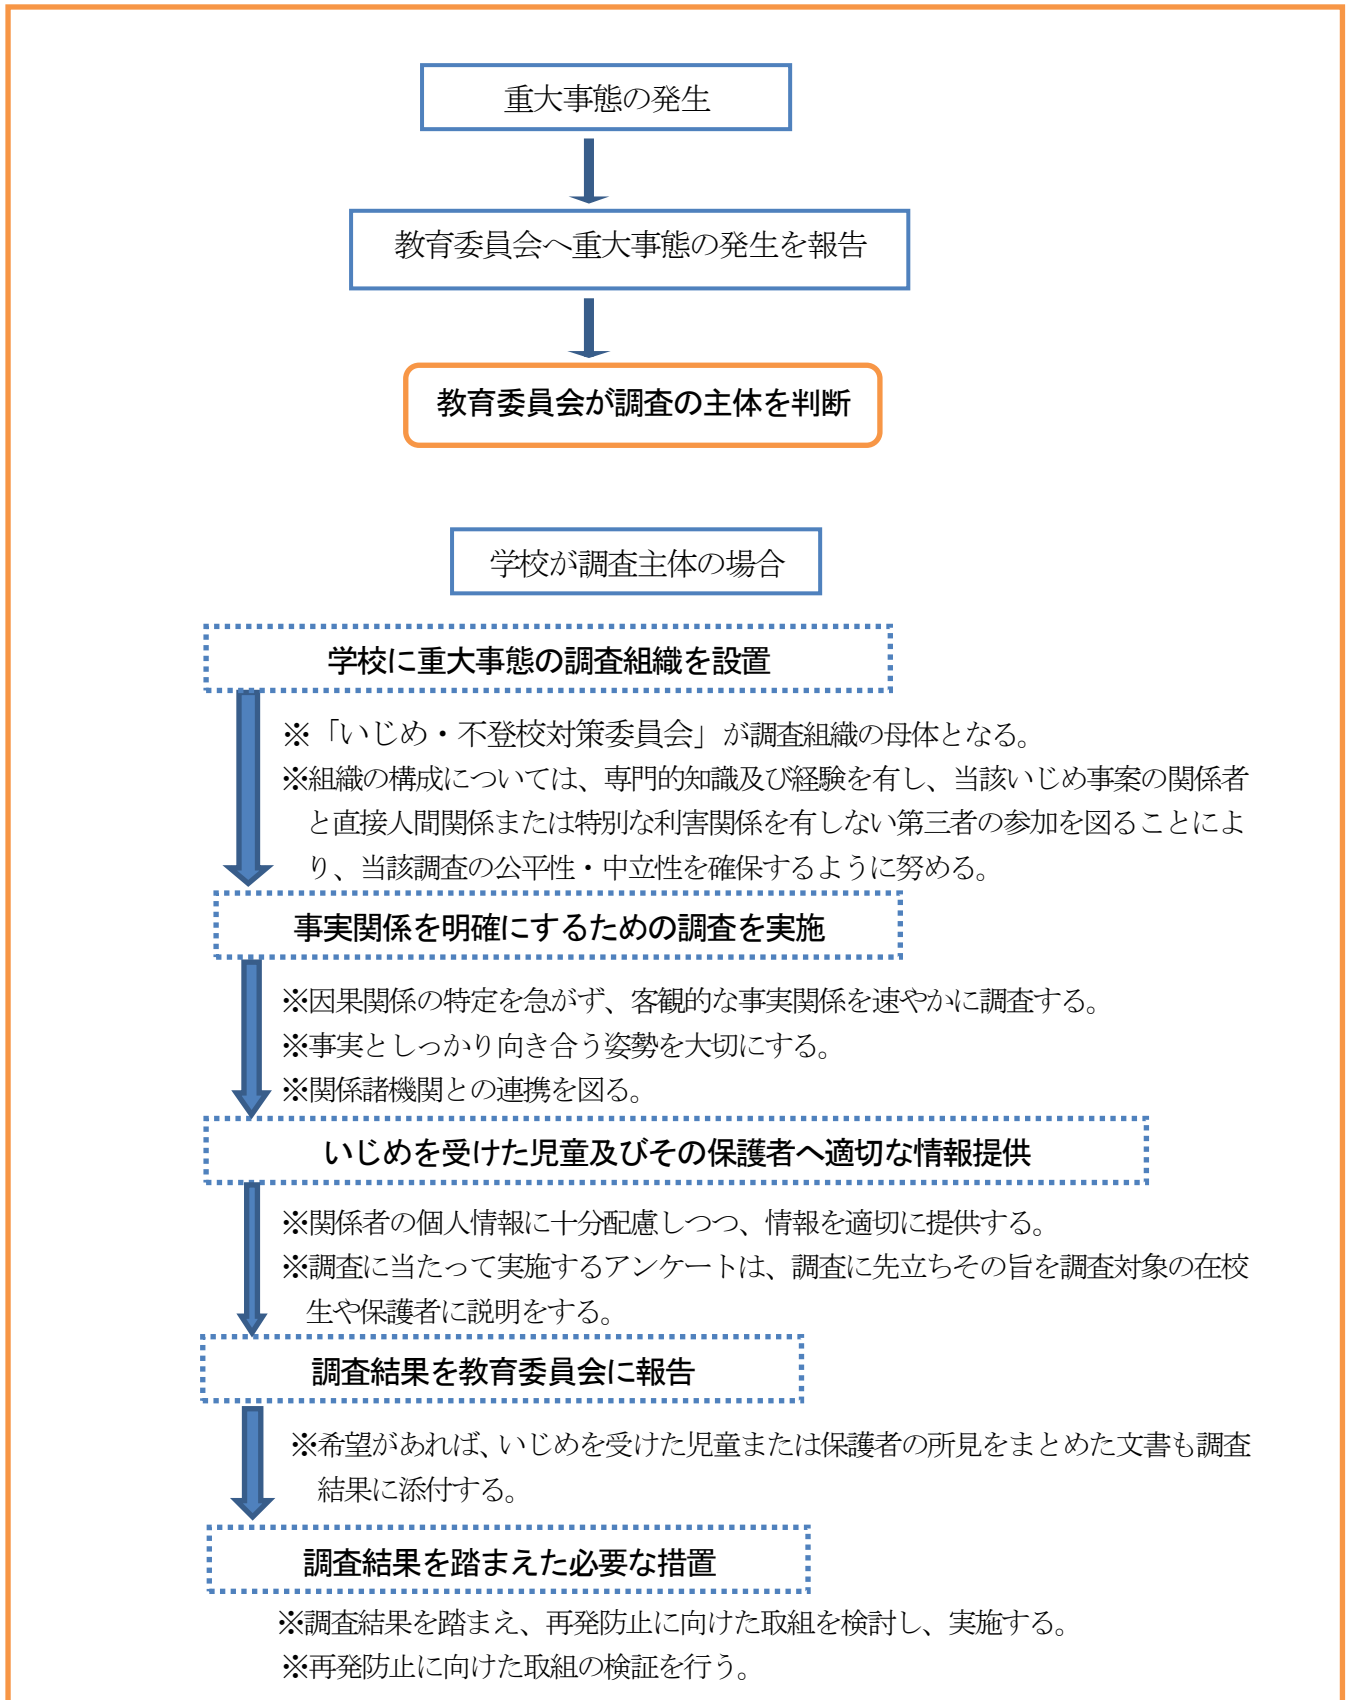 重大事態の発生
教育委員会へ重大事態の発生を報告
教育委員会が調査の主体を判断
学校が調査主体の場合
学校に重大事態の調査組織を設置
※「いじめ・不登校対策委員会」が調査組織の母体となる。
※組織の構成については、専門的知識及び経験を有し、当該いじめ事案の関係者
と直接人間関係または特別な利害関係を有しない第三者の参加を図ることによ
り、当該調査の公平性・中立性を確保するように努める。
事実関係を明確にするための調査を実施
※因果関係の特定を急がず、客観的な事実関係を速やかに調査する。
※事実としっかり向き合う姿勢を大切にする。
※関係諸機関との連携を図る。
いじめを受けた児童及びその保護者へ適切な情報提供
※関係者の個人情報に十分配慮しつつ、情報を適切に提供する。
※調査に当たって実施するアンケートは、調査に先立ちその旨を調査対象の在校
生や保護者に説明をする。
調査結果を教育委員会に報告
※希望があれば、いじめを受けた児童または保護者の所見をまとめた文書も調査
結果に添付する。
調査結果を踏まえた必要な措置
※調査結果を踏まえ、再発防止に向けた取組を検討し、実施する。
※再発防止に向けた取組の検証を行う。